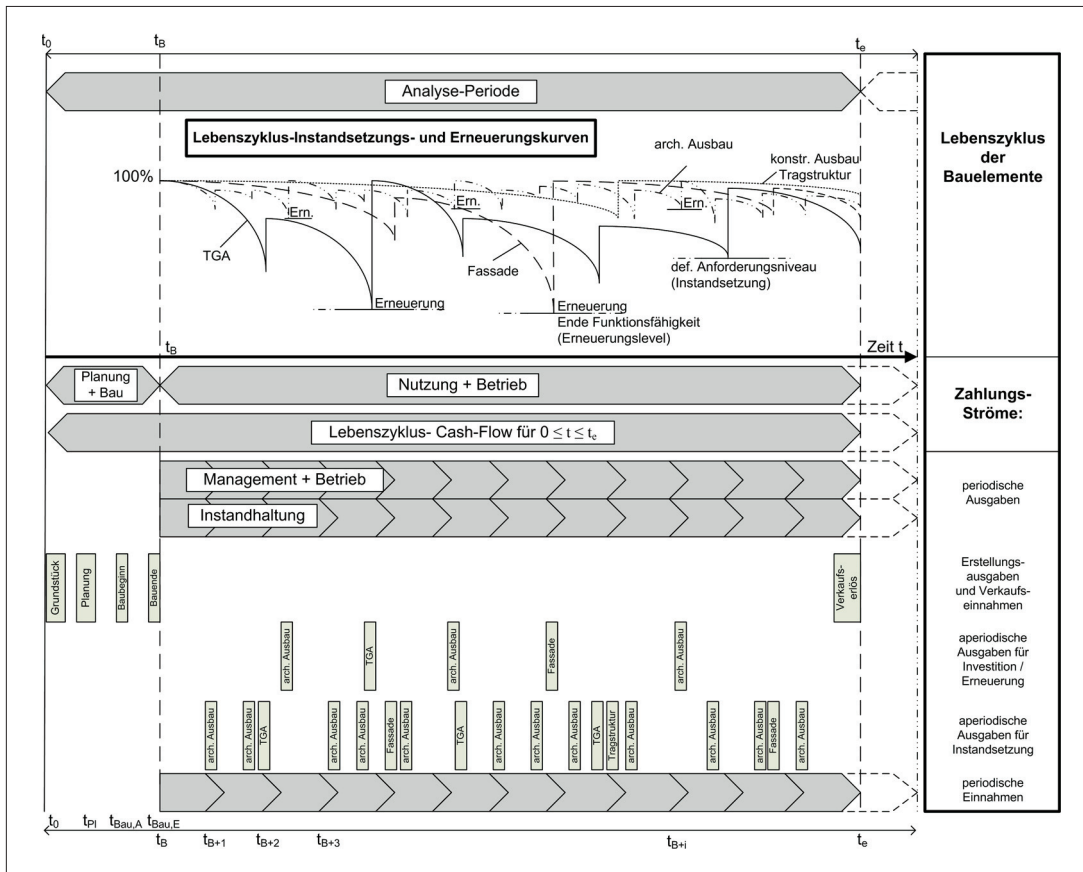 t0
tB
te
Analyse-Periode
Lebenszyklus-Instandsetzungs- und Erneuerungskurven
arch. Ausbau
konstr. Ausbau
Tragstruktur
100%
Ern.
Ern.
Ern.
TGA
Fassade
def. Anforderungsniveau
(Instandsetzung)
Erneuerung
Erneuerung
Ende Funktionsfähigkeit
(Erneuerungslevel)
Lebenszyklus
der
Bauelemente
tB
Zeit t
Planung
+ Bau
Nutzung + Betrieb
Zahlungs-
Ströme:
Lebenszyklus- Cash-Flow für 0 ≤ t ≤ te
Management + Betrieb
Instandhaltung
periodische
Ausgaben
Grundstück
Planung
Baubeginn
Bauende
Verkaufs-
erlös
Erstellungs-
ausgaben
und Verkaufs-
einnahmen
arch. Ausbau
TGA
arch. Ausbau
Fassade
arch. Ausbau
aperiodische
Ausgaben für
Investition /
Erneuerung
arch. Ausbau
arch. Ausbau
TGA
arch. Ausbau
arch. Ausbau
Fassade
arch. Ausbau
TGA
arch. Ausbau
arch. Ausbau
arch. Ausbau
TGA
Tragstruktur
arch. Ausbau
arch. Ausbau
arch. Ausbau
Fassade
arch. Ausbau
aperiodische
Ausgaben für
Instandsetzung
periodische
Einnahmen
t0
tPl
tBau,A
tBau,E
tB
tB+1
tB+2
tB+3
tB+i
te